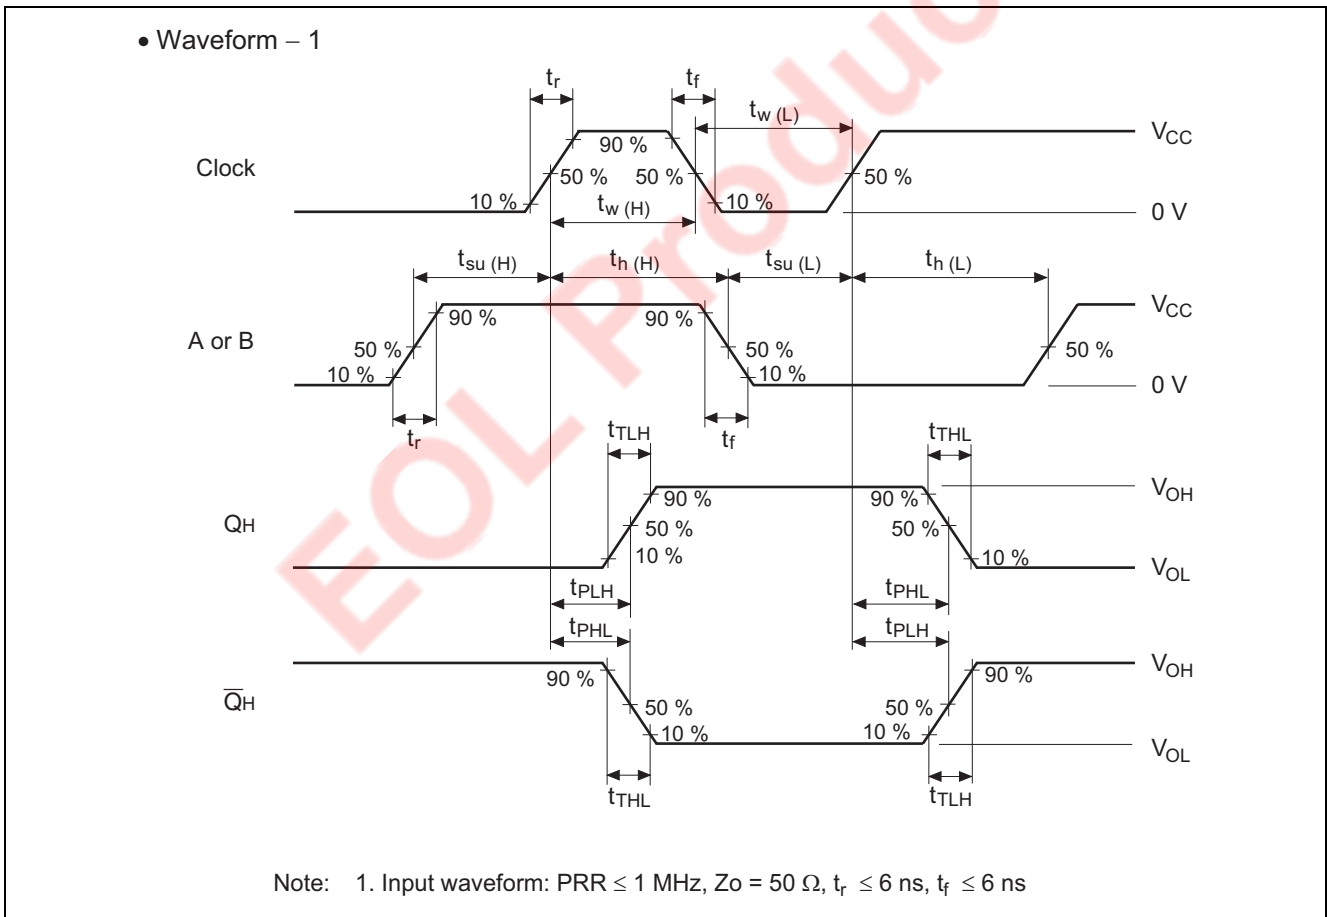 • Waveform – 1
tr tf tw (L)
Clock 10 % 50 % 90 % 50 % 10 % 50 % VCC
tw (H) 0 V
tsu (H) th (H) tsu (L) th (L)
A or B 10 % 50 % 90 % 90 % 50 % 10 % 50 % VCC
0 V
tr tf
tTLH tTHL
QH 10 % 50 % 90 % 90 % 50 % 10 % VOH
VOL
tPLH tPHL
tPHL tPLH
Q̅H 90 % 50 % 10 % 10 % 50 % 90 % VOH
VOL
tTHL tTLH
Note: 1. Input waveform: PRR ≤ 1 MHz, Zo = 50 Ω, tr ≤ 6 ns, tf ≤ 6 ns
EOL Produc